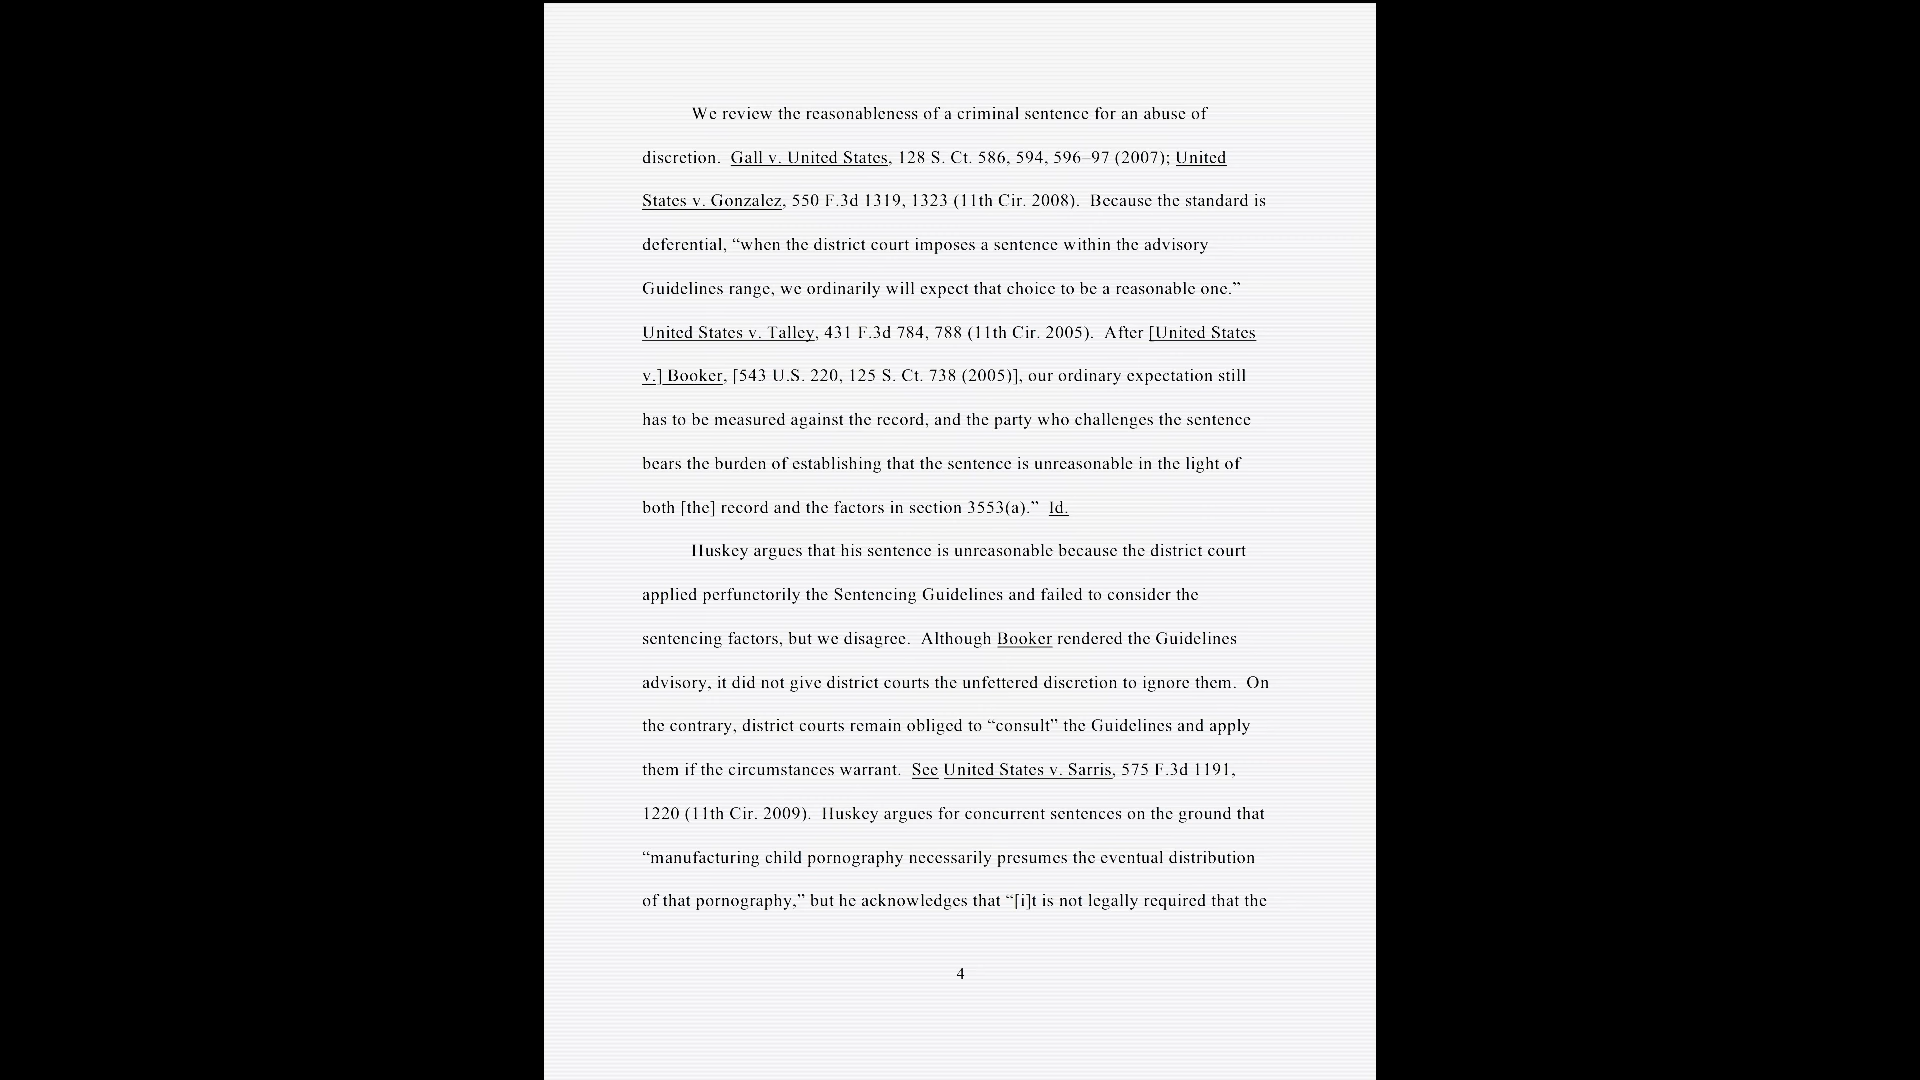 We review the reasonableness of a criminal sentence for an abuse of
discretion.  Gall v. United States, 128 S. Ct. 586, 594, 596–97 (2007); United
States v. Gonzalez, 550 F.3d 1319, 1323 (11th Cir. 2008).  Because the standard is
deferential, “when the district court imposes a sentence within the advisory
Guidelines range, we ordinarily will expect that choice to be a reasonable one.”
United States v. Talley, 431 F.3d 784, 788 (11th Cir. 2005).  After [United States
v.] Booker, [543 U.S. 220, 125 S. Ct. 738 (2005)], our ordinary expectation still
has to be measured against the record, and the party who challenges the sentence
bears the burden of establishing that the sentence is unreasonable in the light of
both [the] record and the factors in section 3553(a).”  Id.
Huskey argues that his sentence is unreasonable because the district court
applied perfunctorily the Sentencing Guidelines and failed to consider the
sentencing factors, but we disagree.  Although Booker rendered the Guidelines
advisory, it did not give district courts the unfettered discretion to ignore them.  On
the contrary, district courts remain obliged to “consult” the Guidelines and apply
them if the circumstances warrant.  See United States v. Sarris, 575 F.3d 1191,
1220 (11th Cir. 2009).  Huskey argues for concurrent sentences on the ground that
“manufacturing child pornography necessarily presumes the eventual distribution
of that pornography,” but he acknowledges that “[i]t is not legally required that the
4